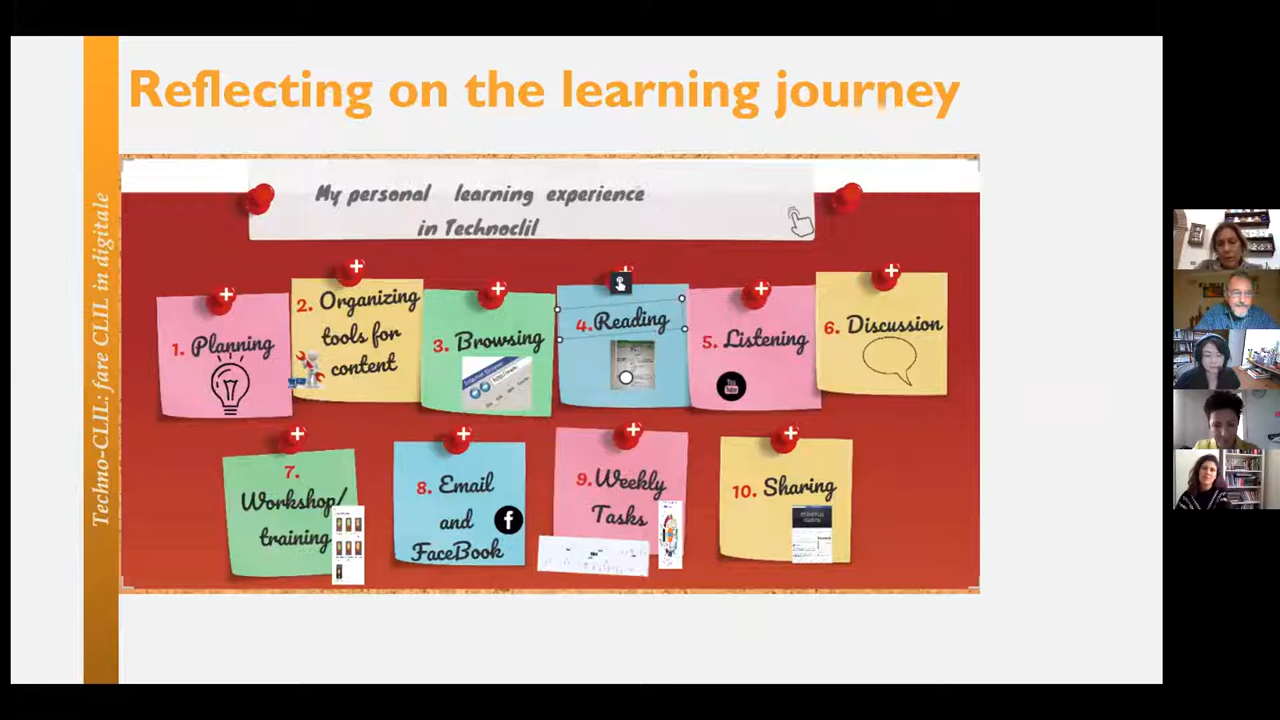 Reflecting on the learning journey
Techno-CLIL: fare CLIL in digitale
My personal learning experience
in Technoclil
1. Planning
2. Organizing
tools for
content
3. Browsing
4.Reading
5. Listening
You
Tube
6. Discussion
7.
Workshop/
training
8. Email
and
FaceBook
9.Weekly
Tasks
10. Sharing